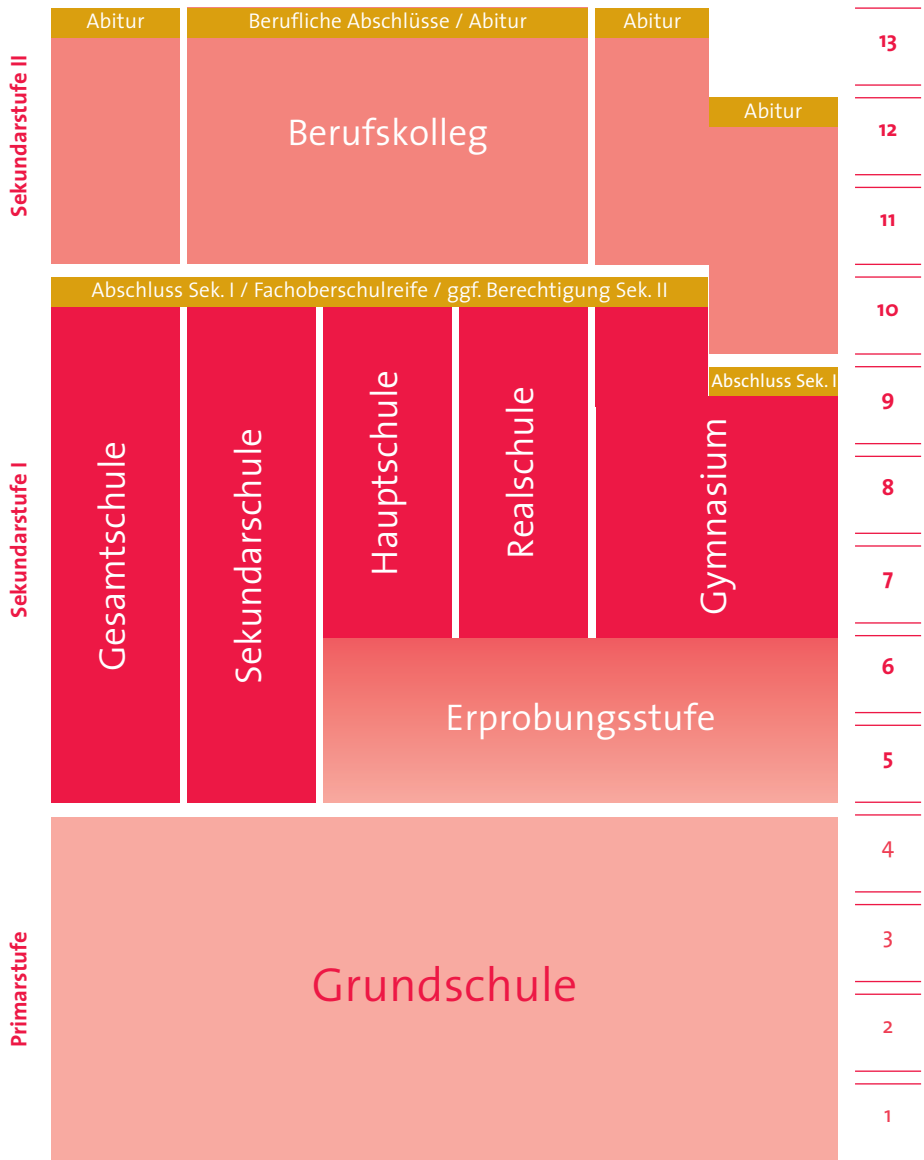 Abitur
Berufliche Abschlüsse / Abitur
Abitur
13
Sekundarstufe II
Berufskolleg
Abitur
12
11
Abschluss Sek. I / Fachoberschulreife / ggf. Berechtigung Sek. II
10
Abschluss Sek. I
9
Sekundarstufe I
Gesamtschule
Sekundarschule
Hauptschule
Realschule
Gymnasium
8
7
6
Erprobungsstufe
5
4
Primarstufe
Grundschule
3
2
1